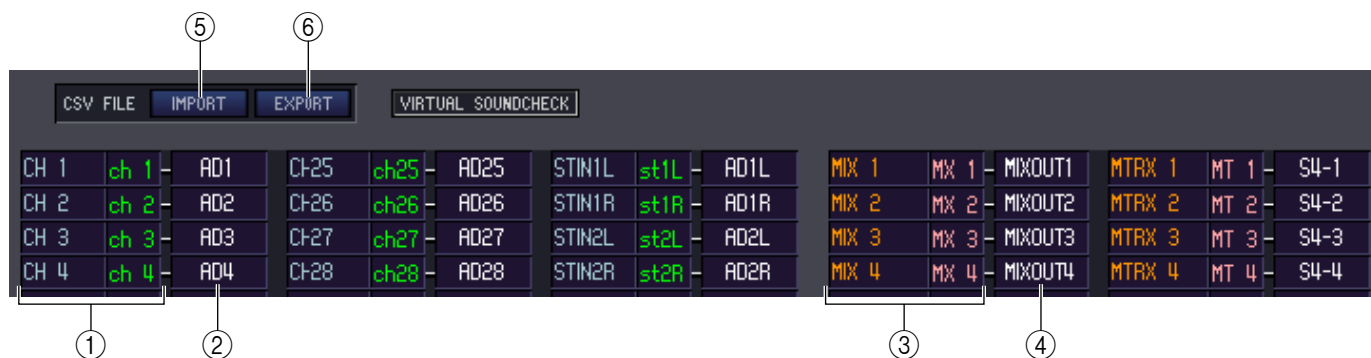 ⑤ ⑥
CSV FILE IMPORT EXPORT VIRTUAL SOUNDCHECK
CH 1 ch 1 AD1 CH25 ch25 AD25 STIN1L st1L AD1L MIX 1 MX 1 MIXOUT1 MTRX 1 MT 1 S4-1
CH 2 ch 2 AD2 CH26 ch26 AD26 STIN1R st1R AD1R MIX 2 MX 2 MIXOUT2 MTRX 2 MT 2 S4-2
CH 3 ch 3 AD3 CH27 ch27 AD27 STIN2L st2L AD2L MIX 3 MX 3 MIXOUT3 MTRX 3 MT 3 S4-3
CH 4 ch 4 AD4 CH28 ch28 AD28 STIN2R st2R AD2R MIX 4 MX 4 MIXOUT4 MTRX 4 MT 4 S4-4
① ② ③ ④